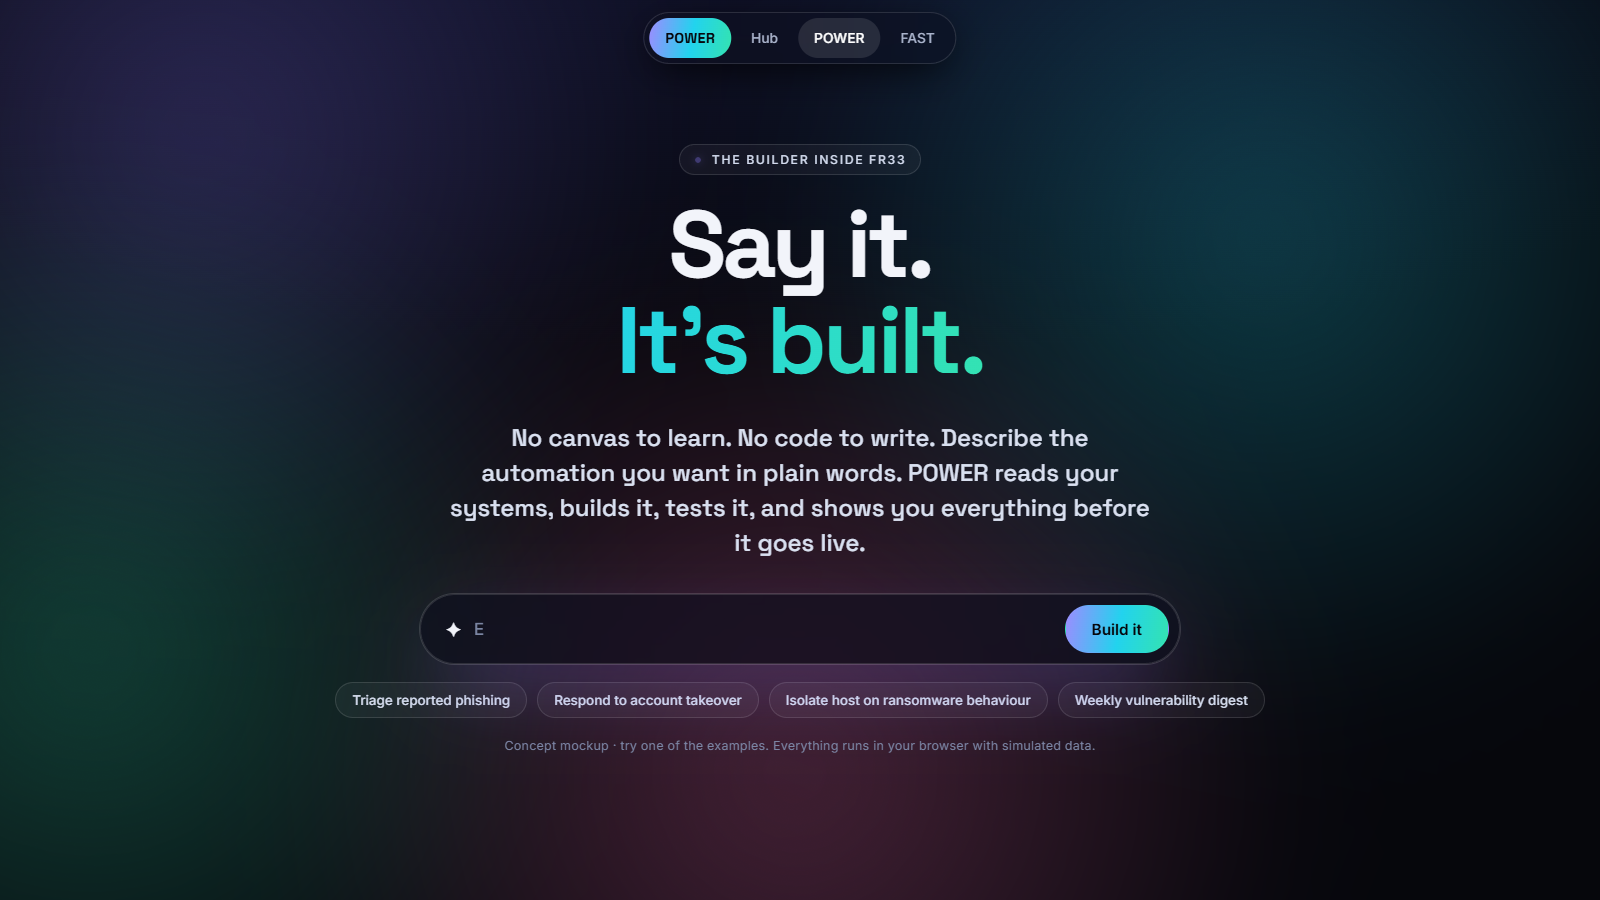 POWER Hub POWER FAST
THE BUILDER INSIDE FR33
Say it.
It’s built.
No canvas to learn. No code to write. Describe the
automation you want in plain words. POWER reads your
systems, builds it, tests it, and shows you everything before
it goes live.
E Build it
Triage reported phishing Respond to account takeover Isolate host on ransomware behaviour Weekly vulnerability digest
Concept mockup · try one of the examples. Everything runs in your browser with simulated data.